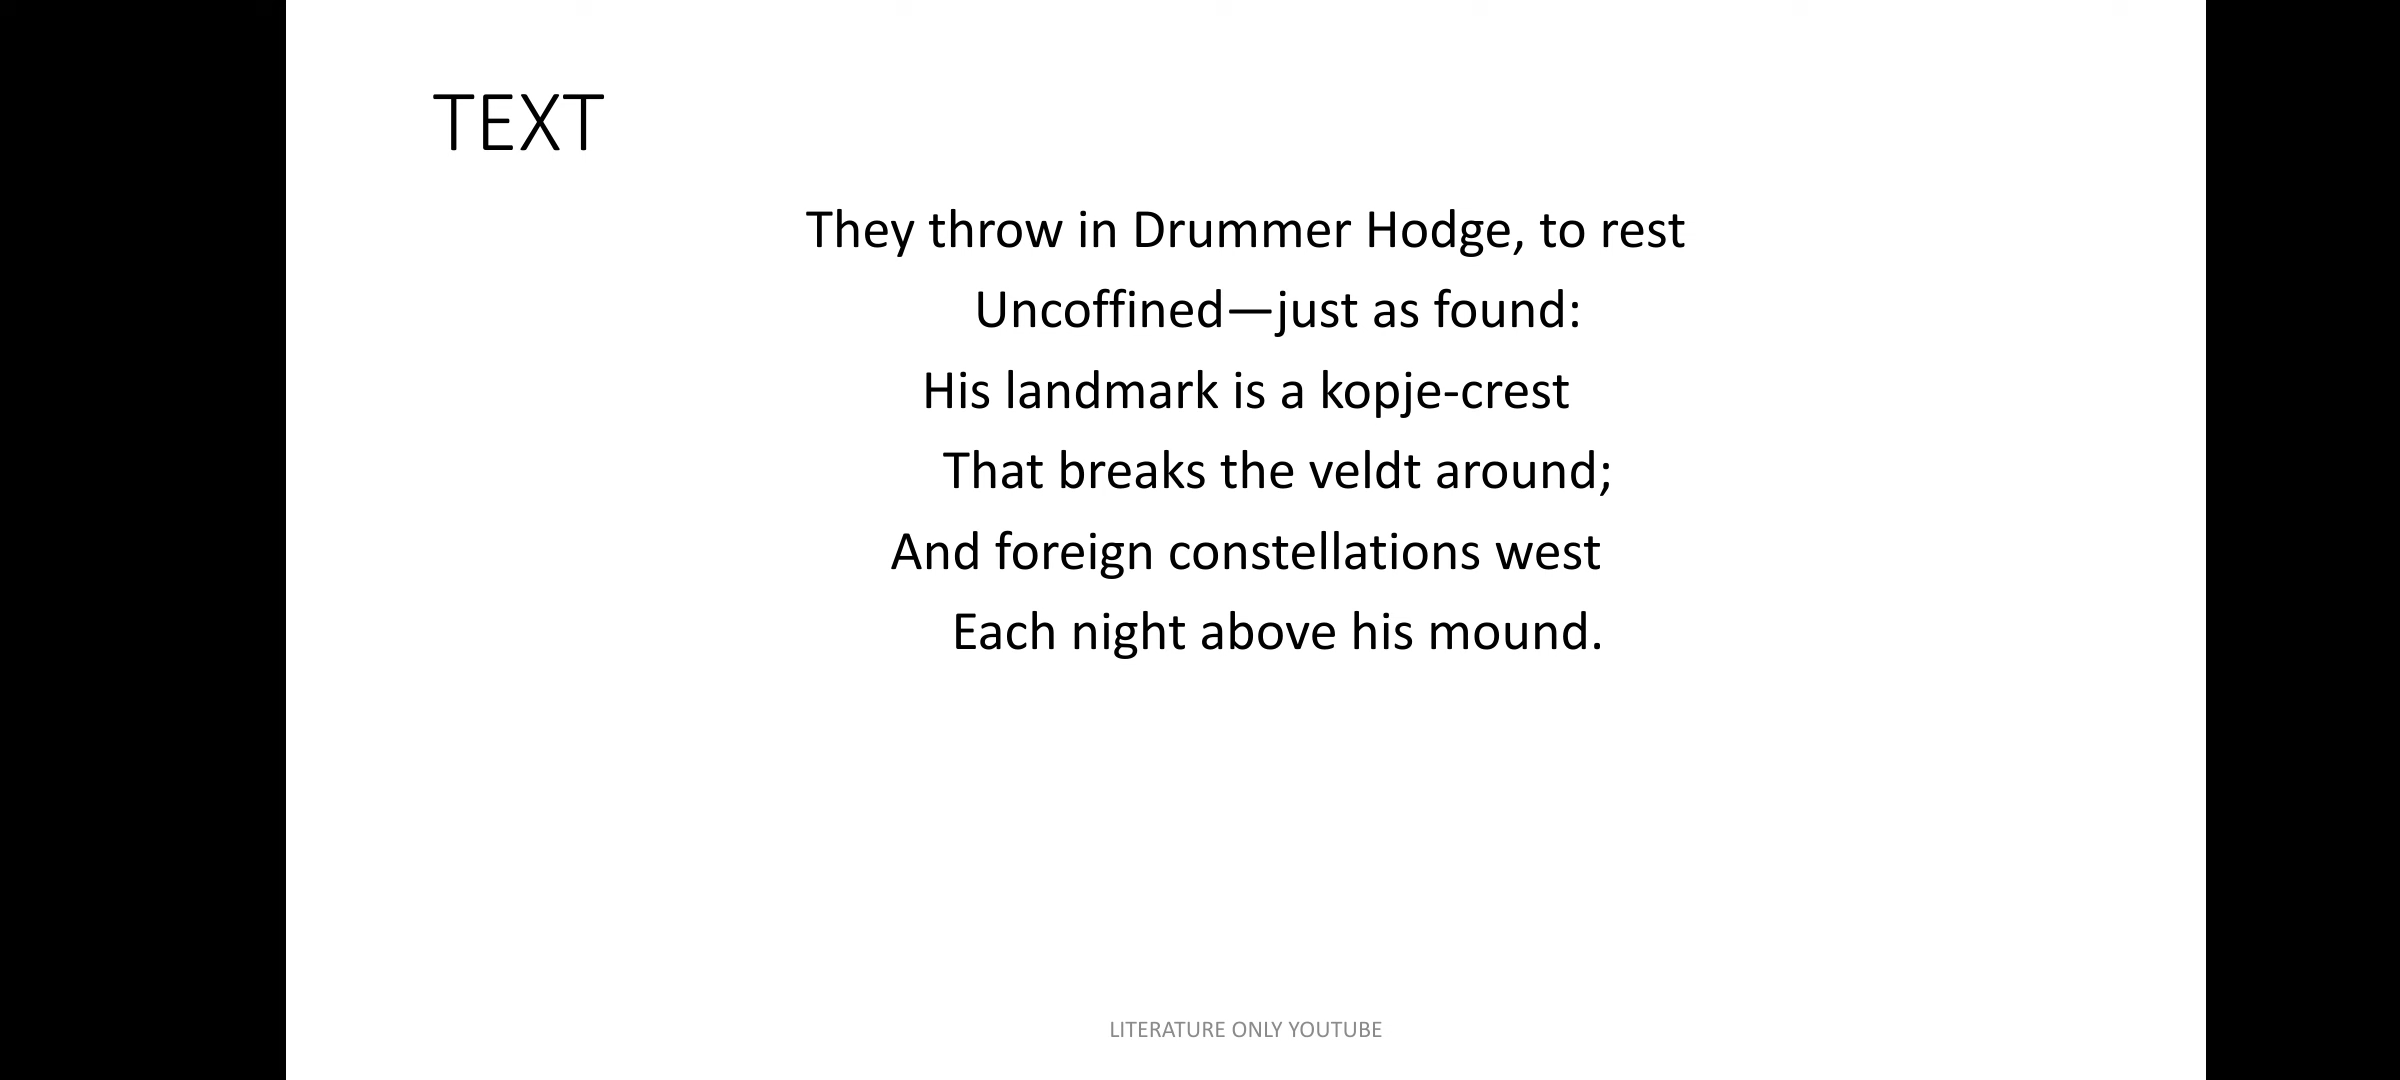 TEXT
They throw in Drummer Hodge, to rest
Uncoffined—just as found:
His landmark is a kopje-crest
That breaks the veldt around;
And foreign constellations west
Each night above his mound.
LITERATURE ONLY YOUTUBE